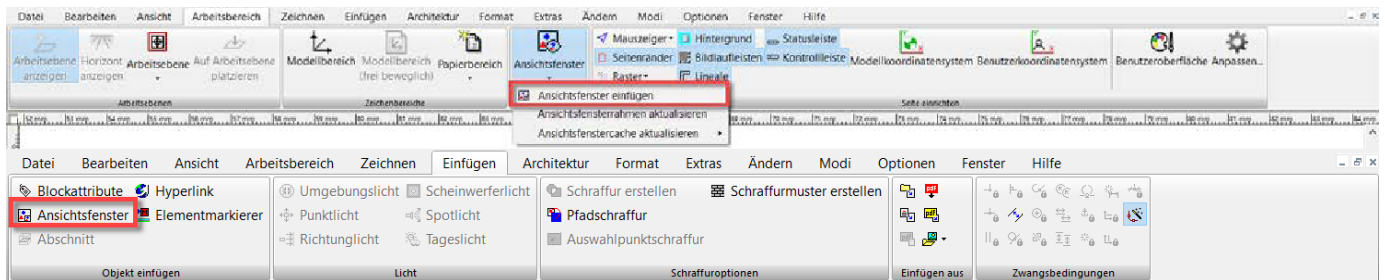 Datei Bearbeiten Ansicht Arbeitsbereich Zeichnen Einfügen Architektur Format Extras Ändern Modi Optionen Fenster Hilfe
Arbeitsebene anzeigen
Horizont anzeigen
Arbeitsebene
Auf Arbeitsebene platzieren
Modellbereich
Modellbereich (frei beweglich)
Papierbereich
Ansichtsfenster
Mauszeiger Hintergrund Statusleiste
Seitenränder Bildlaufleisten Kontrollleiste
Raster Lineale
Modellkoordinatensystem Benutzerkoordinatensystem Benutzeroberfläche Anpassen...
Arbeitsebenen Zeichenbereiche Seite einrichten
Ansichtsfenster einfügen
Ansichtsfensterrahmen aktualisieren
Ansichtsfenstercache aktualisieren
Datei Bearbeiten Ansicht Arbeitsbereich Zeichnen Einfügen Architektur Format Extras Ändern Modi Optionen Fenster Hilfe
Blockattribute Hyperlink Umgebungslicht Scheinwerferlicht Schraffur erstellen Schraffurmuster erstellen
Ansichtsfenster Elementmarkierer Punktlicht Spotlicht Pfadschraffur
Abschnitt Richtunglicht Tageslicht Auswahlpunktschraffur
Objekt einfügen Licht Schraffuroptionen Einfügen aus Zwangsbedingungen